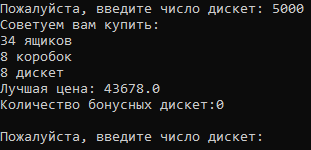 Пожалуйста, введите число дискет: 5000
Советуем вам купить:
34 ящиков
8 коробок
8 дискет
Лучшая цена: 43678.0
Количество бонусных дискет:0
Пожалуйста, введите число дискет: